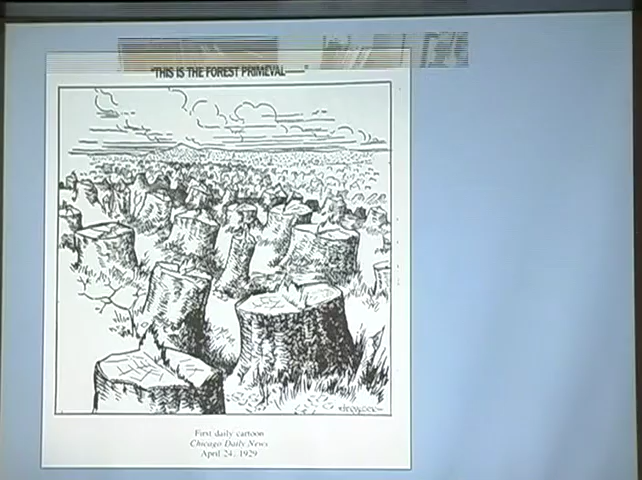 "THIS IS THE FOREST PRIMEVAL——"
First daily cartoon
Chicago Daily News
April 24, 1929